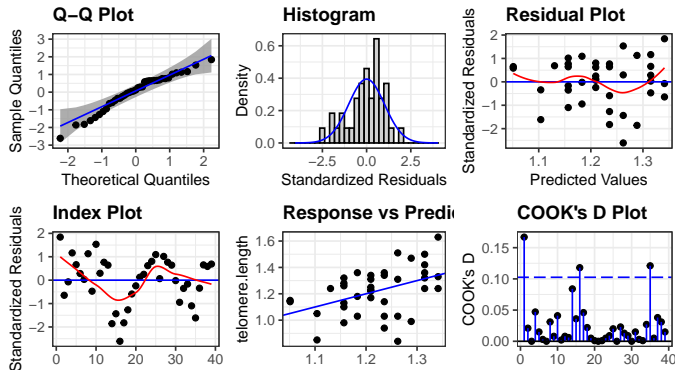 Q−Q Plot
Sample Quantiles
3
2
1
0
−1
−2
−3
−2 −1 0 1 2
Theoretical Quantiles
Histogram
Density
0.6
0.4
0.2
0.0
−2.5 0.0 2.5
Standardized Residuals
Residual Plot
Standardized Residuals
1
0
−1
−2
1.1 1.2 1.3
Predicted Values
Index Plot
Standardized Residuals
2
1
0
−1
−2
0 10 20 30 40
Response vs Predi
telomere.length
1.6
1.4
1.2
1.0
1.1 1.2 1.3
COOK's D Plot
COOK's D
0.15
0.10
0.05
0.00
0 10 20 30 40